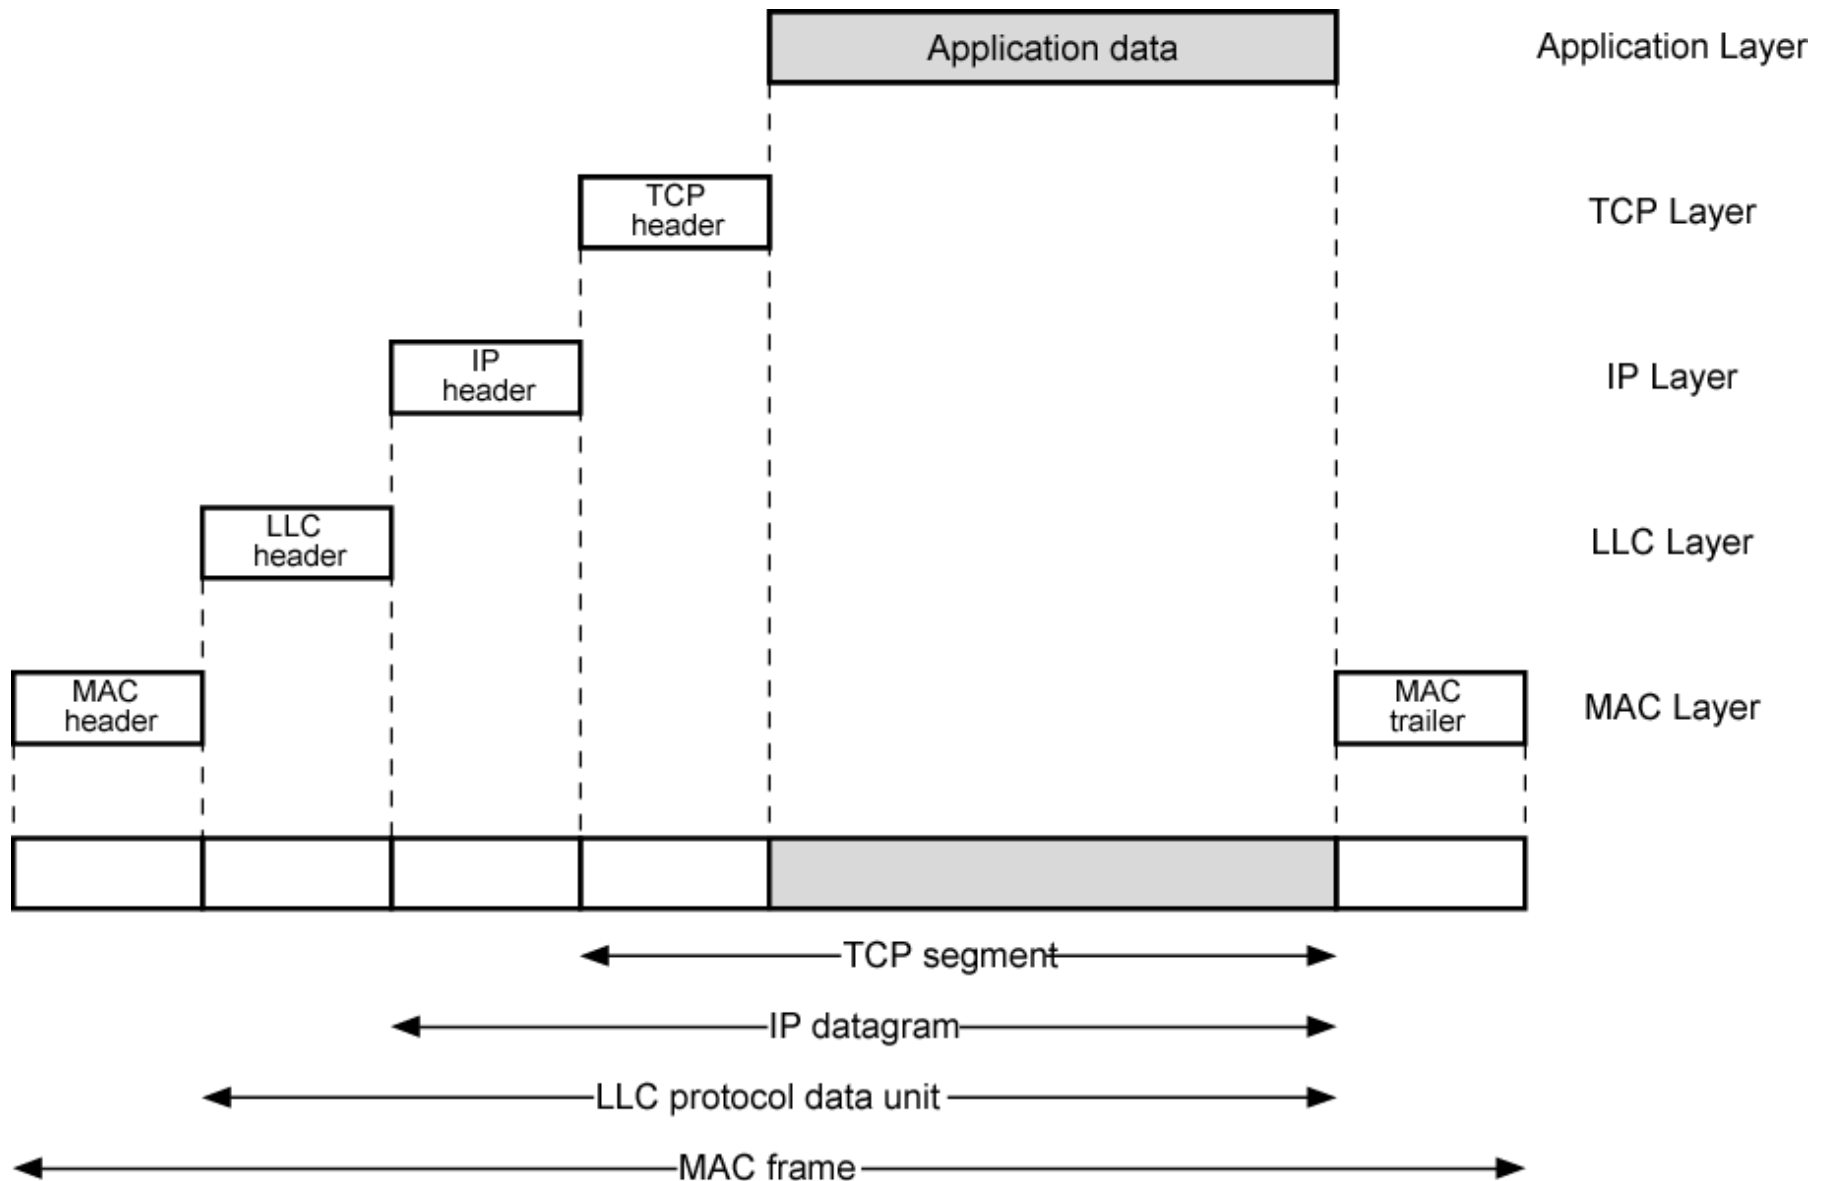 Application data
Application Layer
TCP
header
TCP Layer
IP
header
IP Layer
LLC
header
LLC Layer
MAC
header
MAC
trailer
MAC Layer
TCP segment
IP datagram
LLC protocol data unit
MAC frame